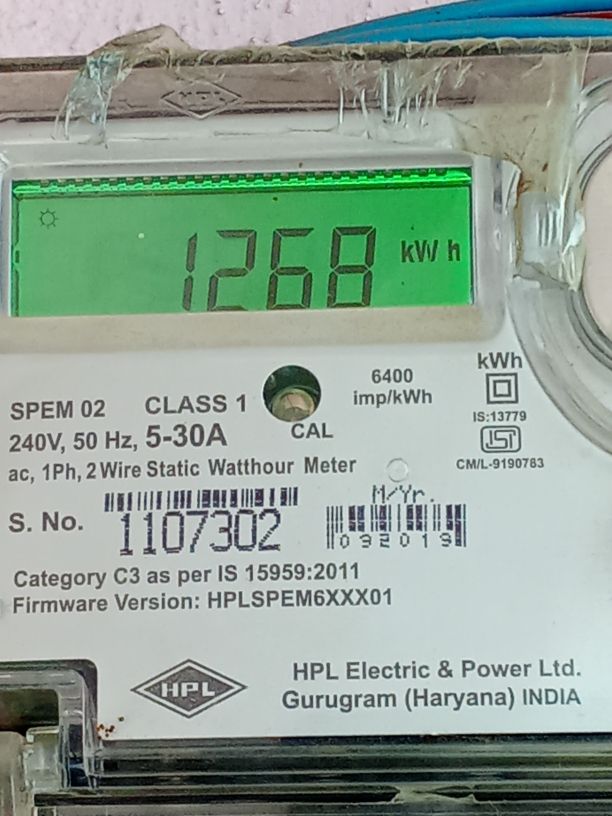 HPL
1268 kWh
6400
imp/kWh
kWh
SPEM 02 CLASS 1
IS:13779
240V, 50 Hz, 5-30A
CAL
ISI
CM/L-9190783
ac, 1Ph, 2 Wire Static Watthour Meter
M/Yr.
S. No. 1107302
092019
Category C3 as per IS 15959:2011
Firmware Version: HPLSPEM6XXX01
HPL
HPL Electric & Power Ltd.
Gurugram (Haryana) INDIA